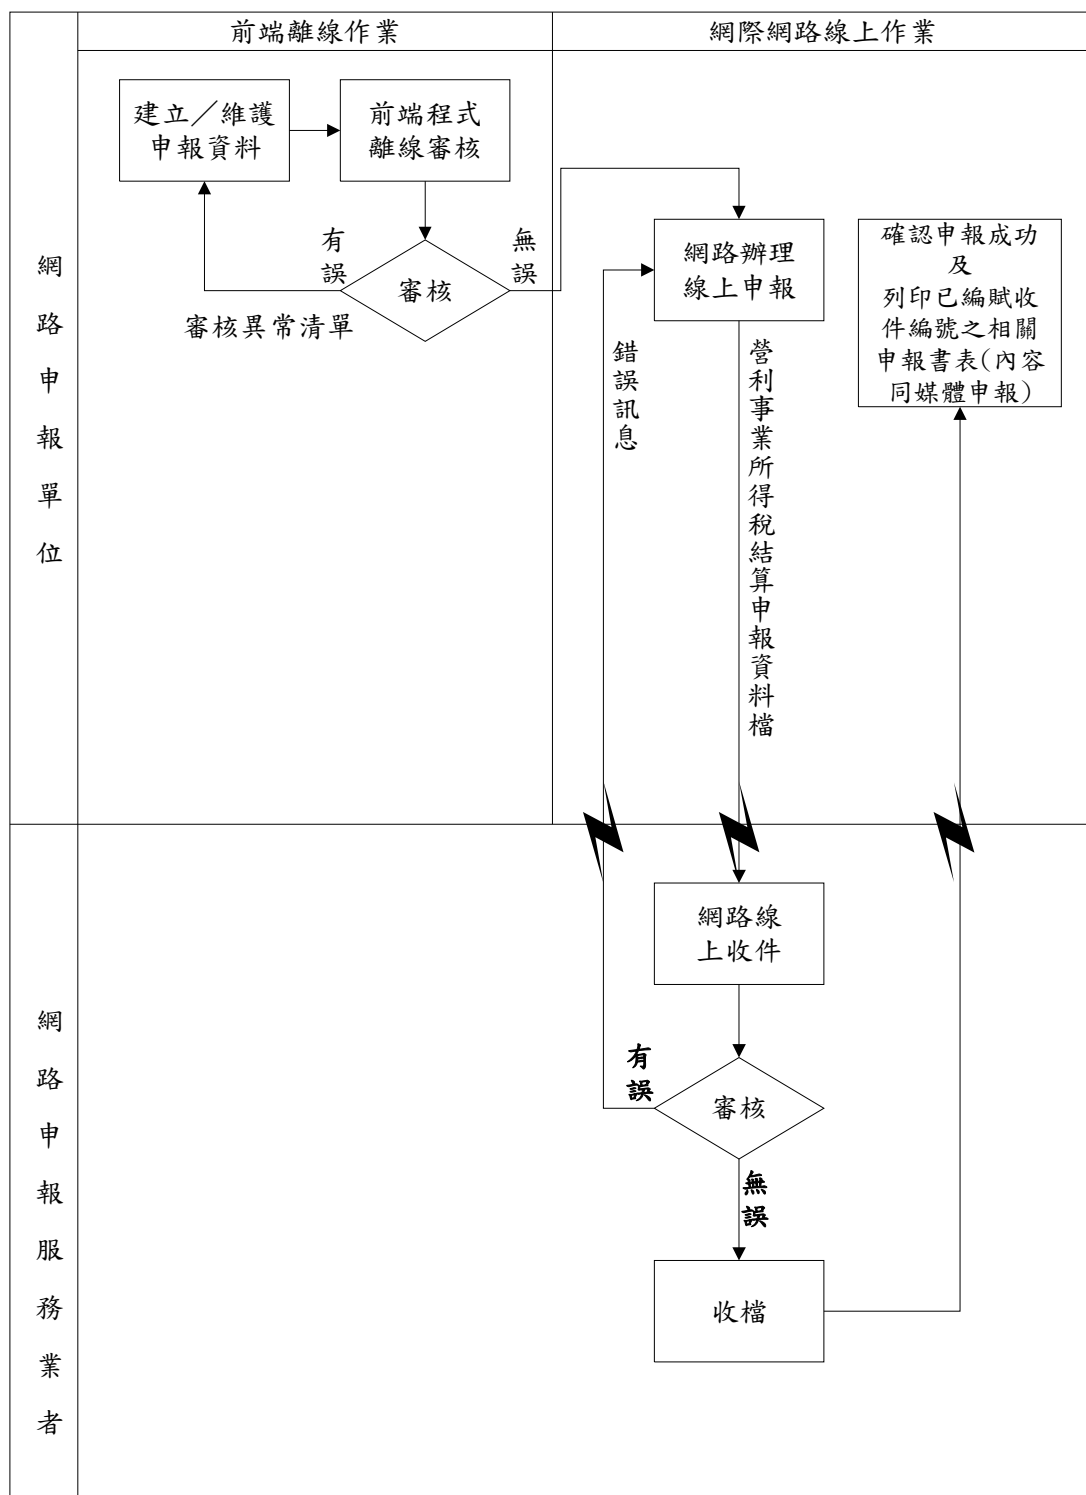 前端離線作業
網際網路線上作業
網路申報單位
建立／維護
申報資料
前端程式
離線審核
有誤
審核
無誤
審核異常清單
網路辦理
線上申報
確認申報成功
及
列印已編賦收
件編號之相關
申報書表(內容
同媒體申報)
錯誤訊息
營利事業所得稅結算申報資料檔
網路申報服務業者
網路線
上收件
有誤
審核
無誤
收檔